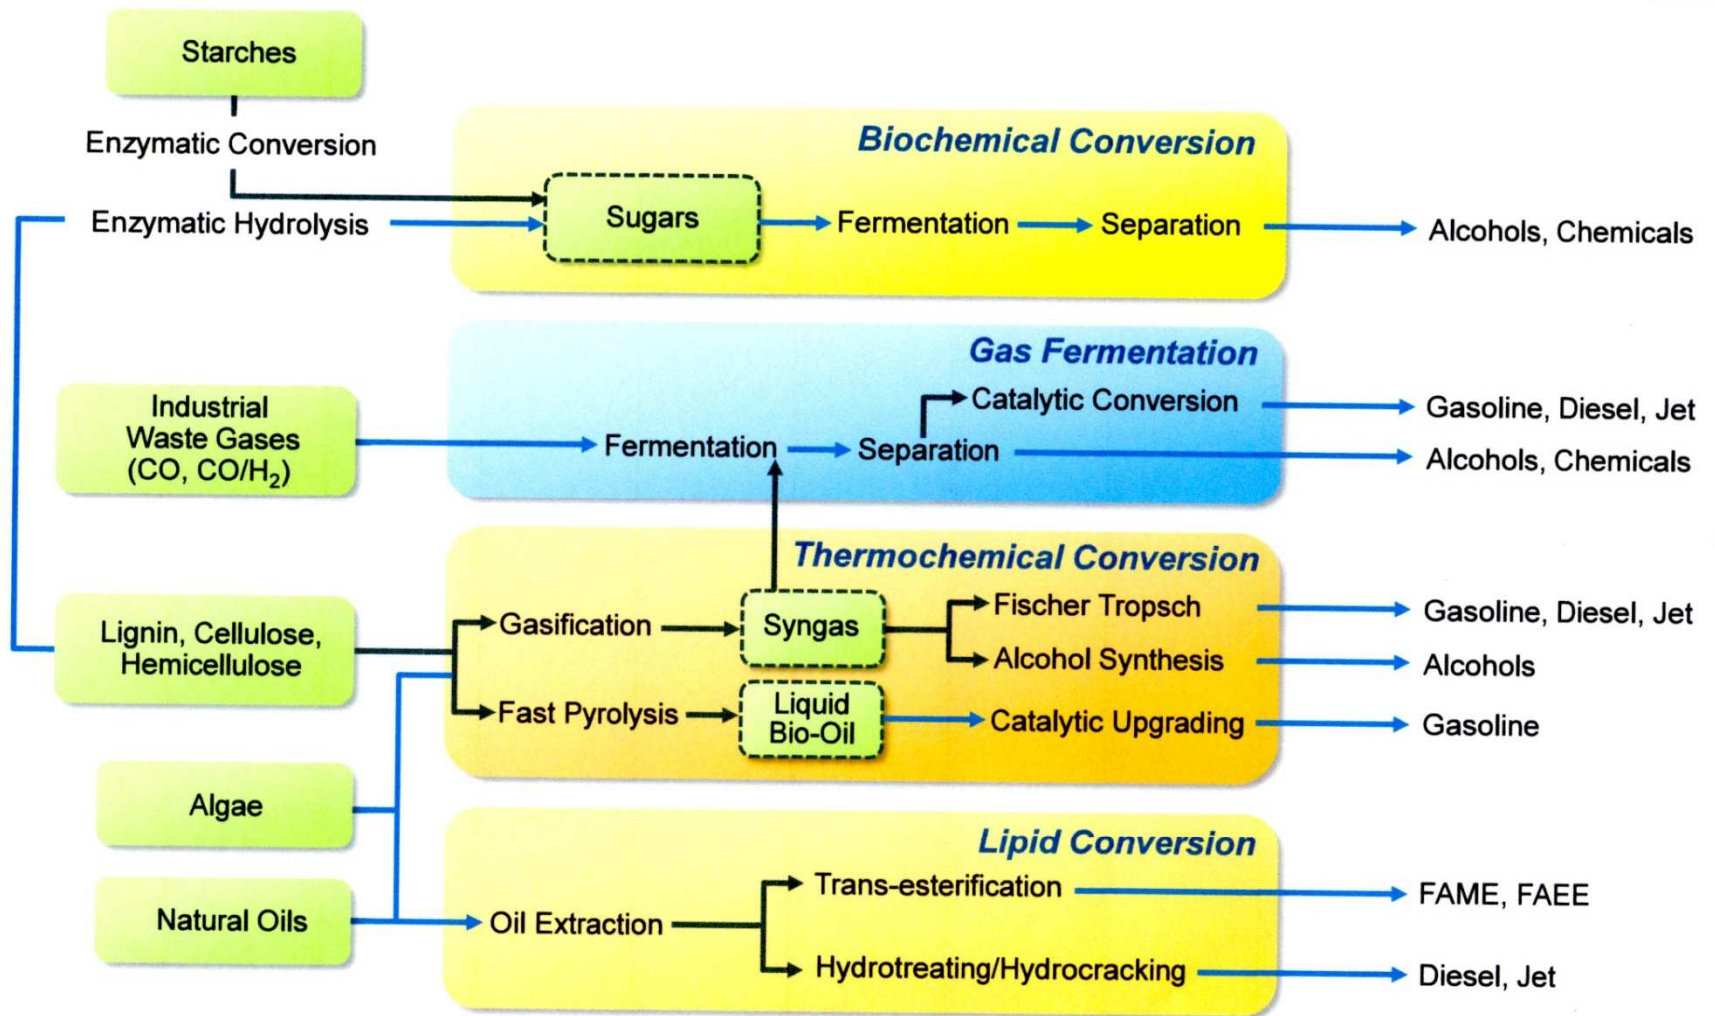 Starches
Enzymatic Conversion
Biochemical Conversion
Enzymatic Hydrolysis
Sugars
Fermentation
Separation
Alcohols, Chemicals
Gas Fermentation
Industrial
Waste Gases
(CO, CO/H₂)
Fermentation
Separation
Catalytic Conversion
Gasoline, Diesel, Jet
Alcohols, Chemicals
Thermochemical Conversion
Lignin, Cellulose,
Hemicellulose
Gasification
Syngas
Fischer Tropsch
Gasoline, Diesel, Jet
Alcohol Synthesis
Alcohols
Fast Pyrolysis
Liquid
Bio-Oil
Catalytic Upgrading
Gasoline
Algae
Lipid Conversion
Natural Oils
Oil Extraction
Trans-esterification
FAME, FAEE
Hydrotreating/Hydrocracking
Diesel, Jet